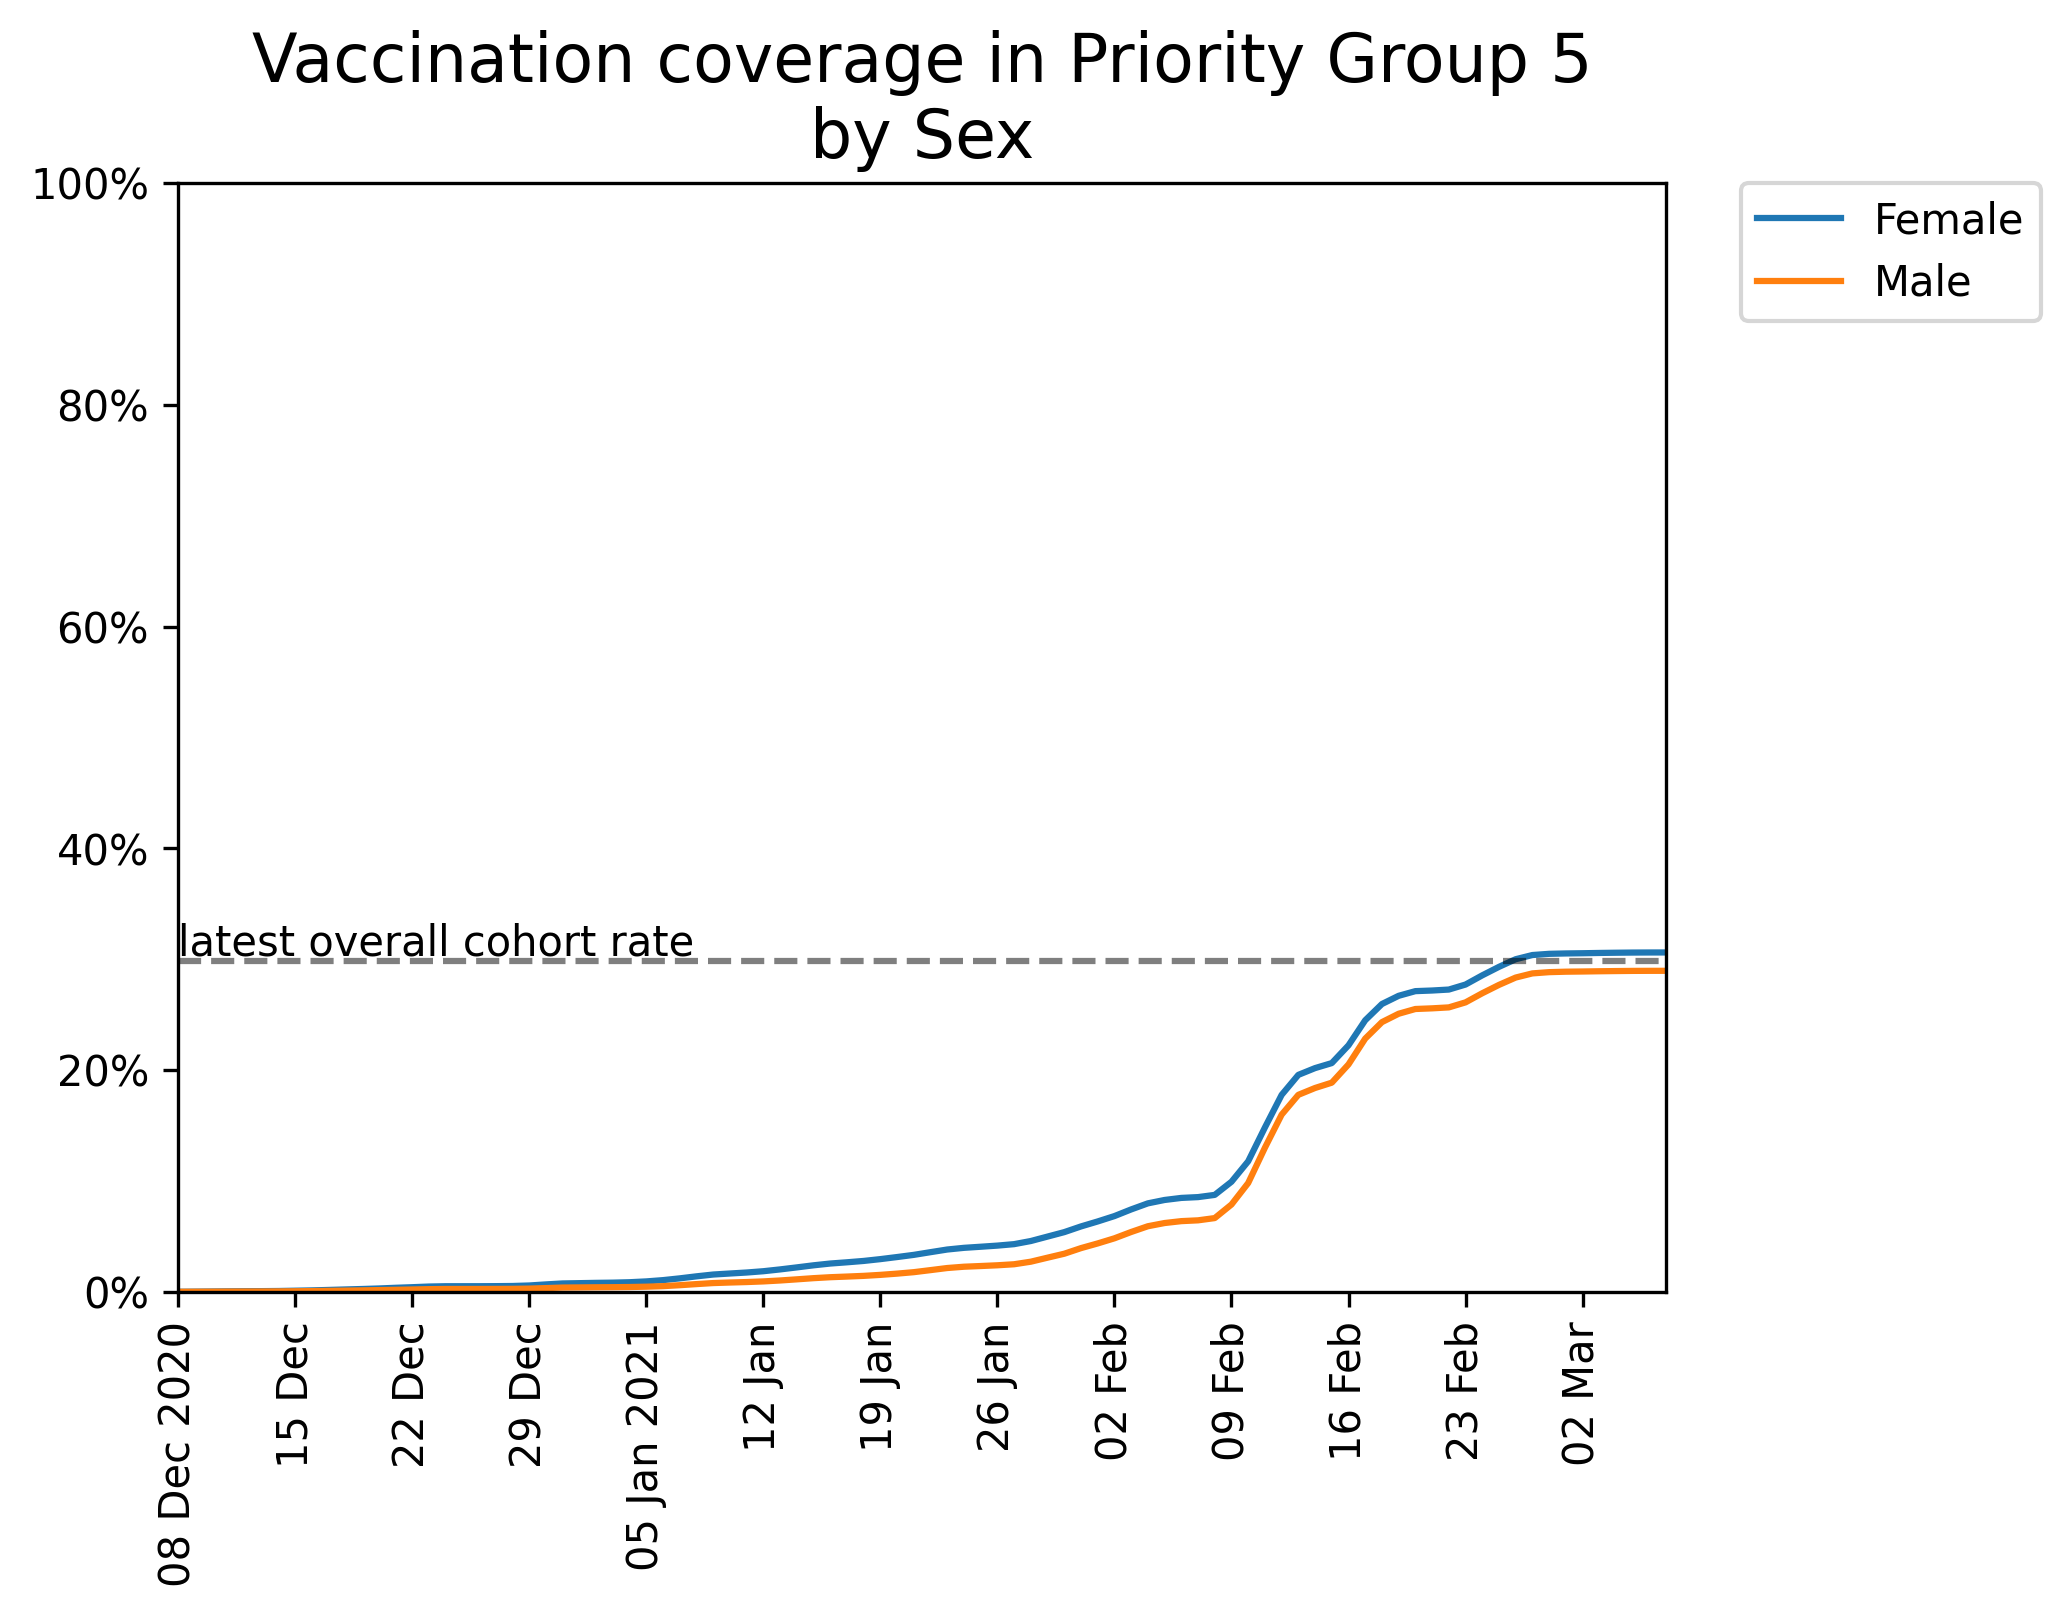 Vaccination coverage in Priority Group 5
by Sex
100%
80%
60%
40%
20%
0%
latest overall cohort rate
Female
Male
08 Dec 2020
15 Dec
22 Dec
29 Dec
05 Jan 2021
12 Jan
19 Jan
26 Jan
02 Feb
09 Feb
16 Feb
23 Feb
02 Mar